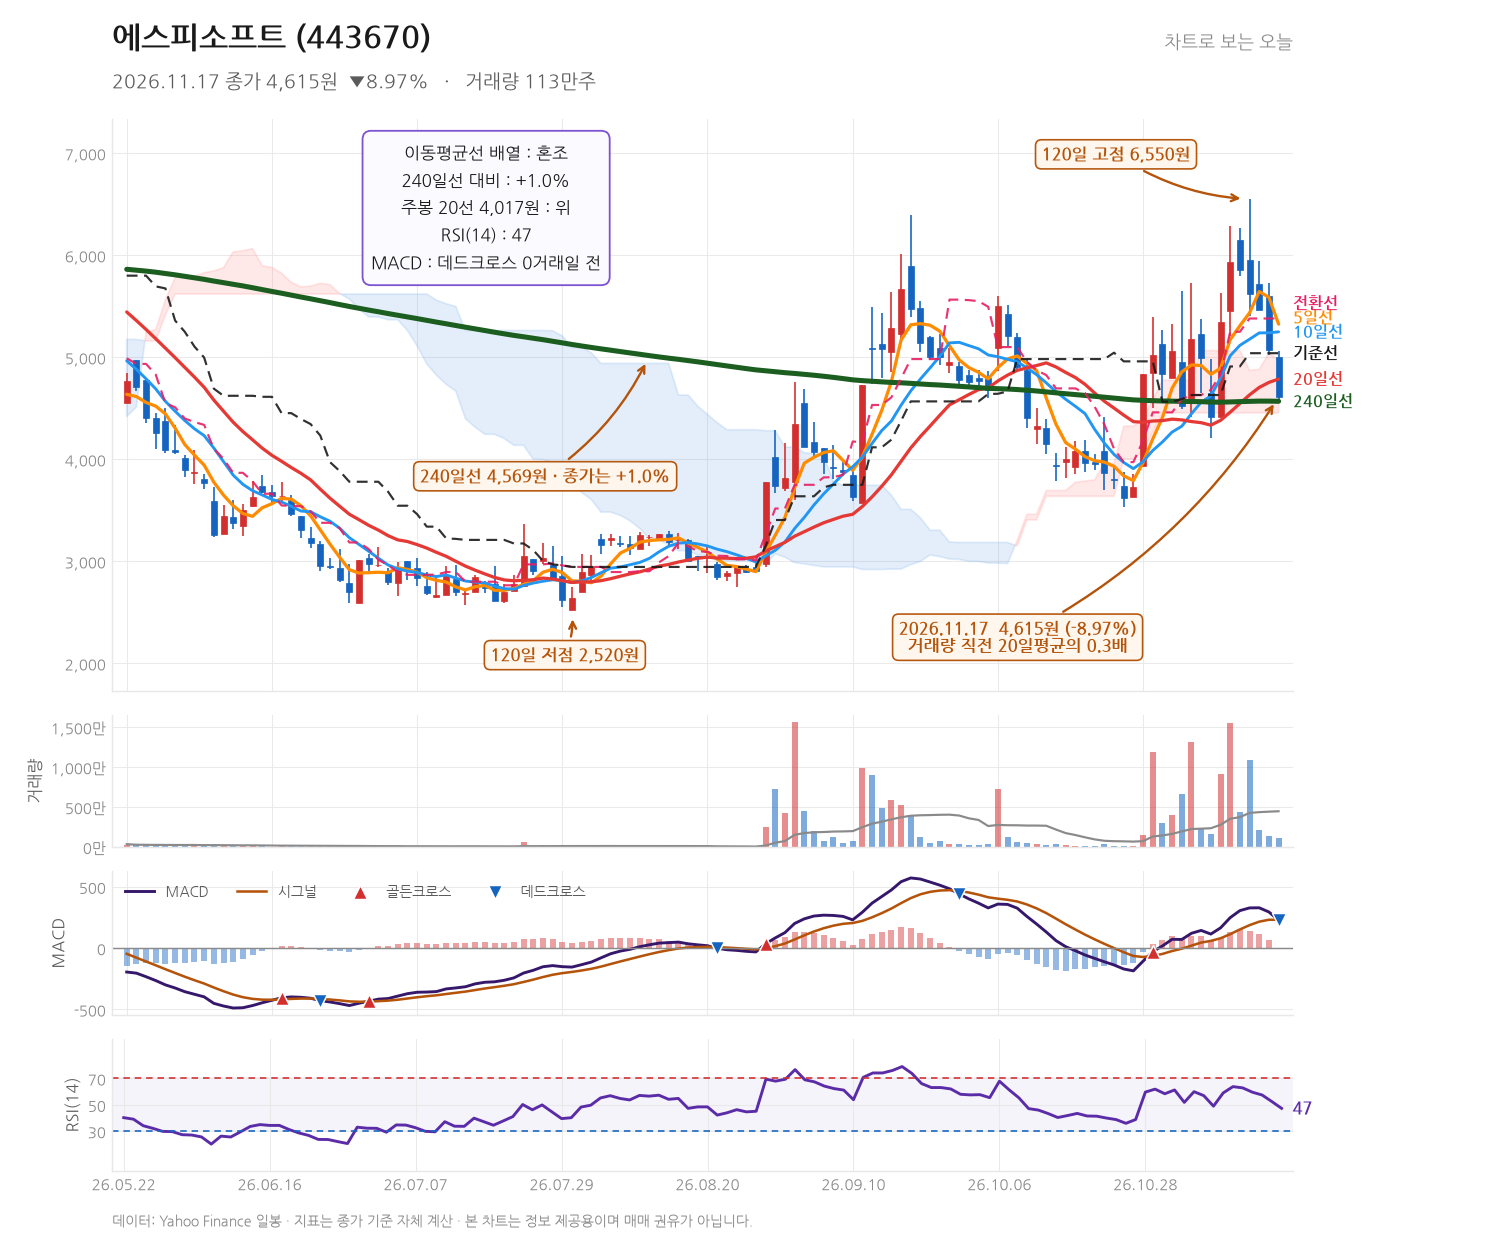 에스피소프트 (443670)
차트로 보는 오늘
2026.11.17 종가 4,615원 ▼8.97% · 거래량 113만주
이동평균선 배열 : 혼조
240일선 대비 : +1.0%
주봉 20선 4,017원 : 위
RSI(14) : 47
MACD : 데드크로스 0거래일 전
120일 고점 6,550원
7,000
6,000
5,000
4,000
3,000
2,000
전환선
5일선
10일선
기준선
20일선
240일선
240일선 4,569원 · 종가는 +1.0%
120일 저점 2,520원
2026.11.17 4,615원 (-8.97%)
거래량 직전 20일평균의 0.3배
거래량
1,500만
1,000만
500만
0만
MACD
500
0
-500
MACD
시그널
골든크로스
데드크로스
RSI(14)
70
50
30
47
26.05.22
26.06.16
26.07.07
26.07.29
26.08.20
26.09.10
26.10.06
26.10.28
데이터: Yahoo Finance 일봉 · 지표는 종가 기준 자체 계산 · 본 차트는 정보 제공용이며 매매 권유가 아닙니다.